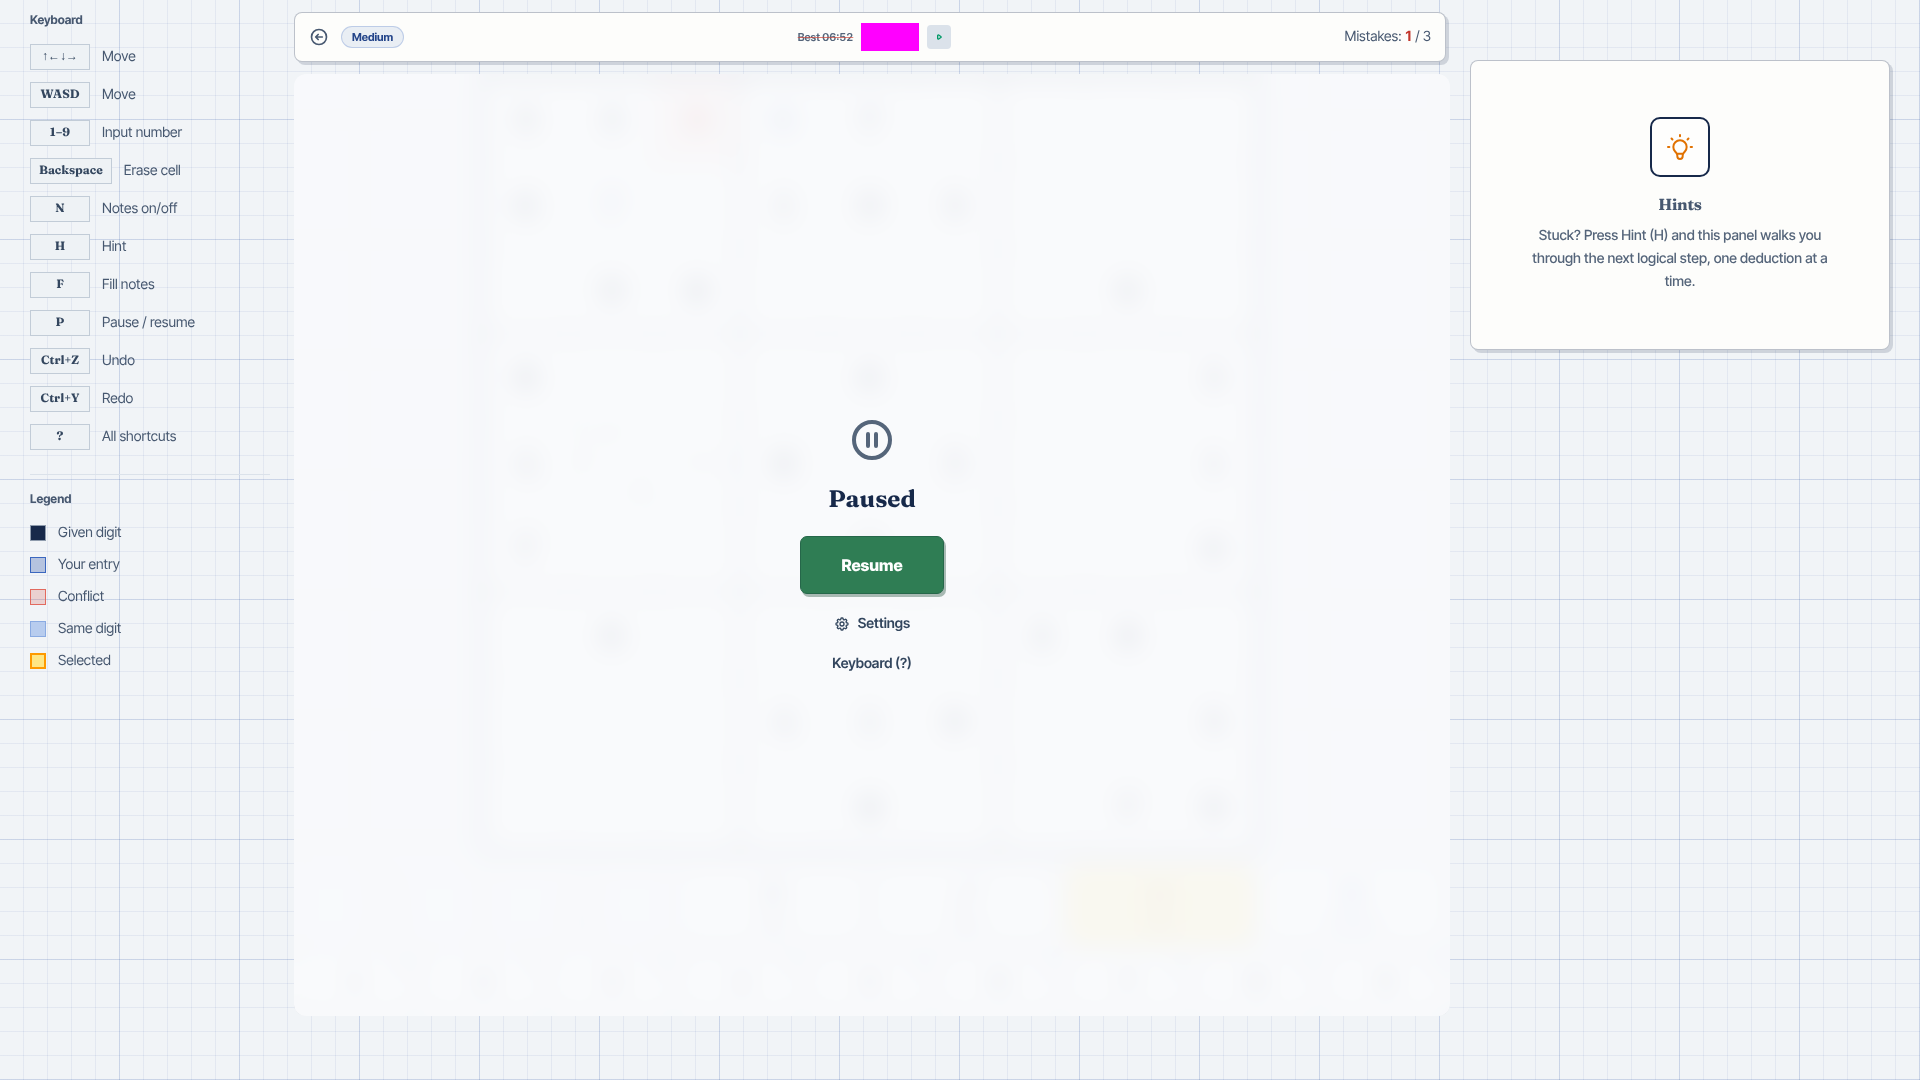 Keyboard
↑←↓→ Move
WASD Move
1–9 Input number
Backspace Erase cell
N Notes on/off
H Hint
F Fill notes
P Pause / resume
Ctrl+Z Undo
Ctrl+Y Redo
? All shortcuts
Legend
Given digit
Your entry
Conflict
Same digit
Selected
Medium
Best 06:52
Mistakes: 1 / 3
Paused
Resume
Settings
Keyboard (?)
Hints
Stuck? Press Hint (H) and this panel walks you
through the next logical step, one deduction at a
time.